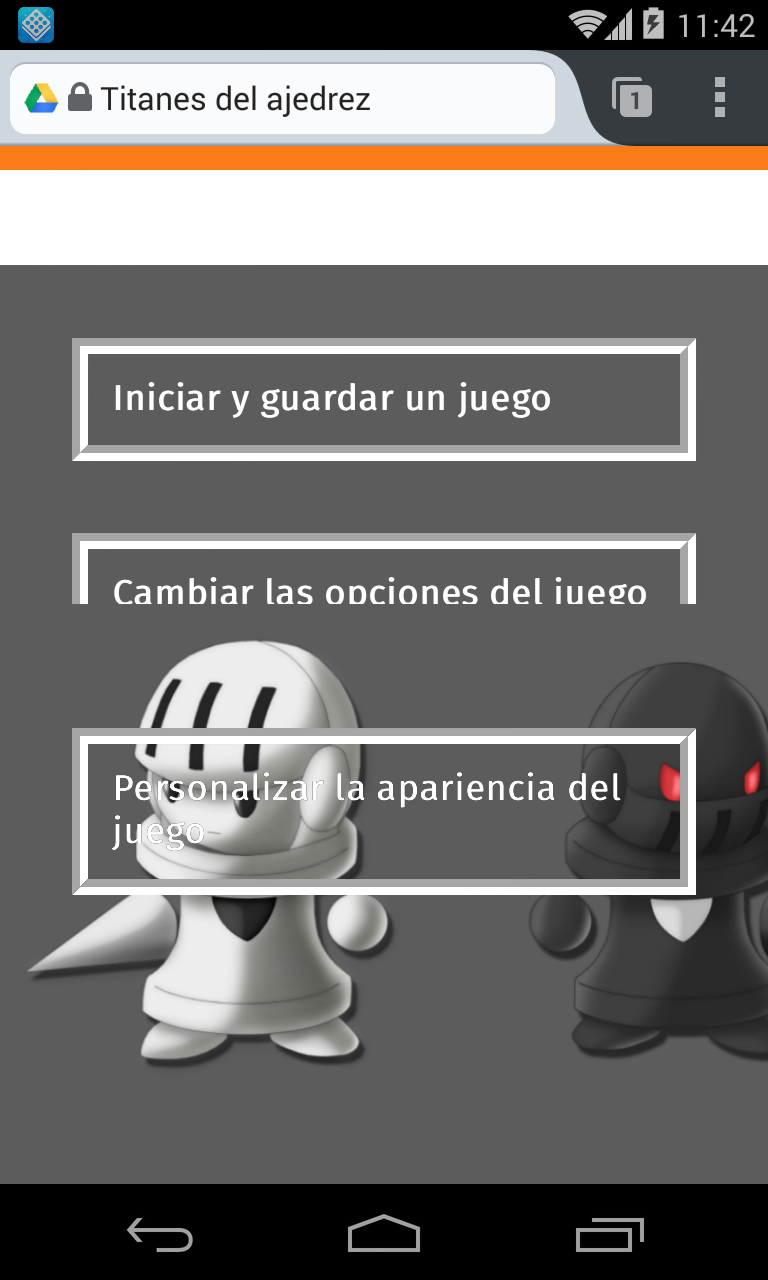 11:42
Titanes del ajedrez
1
Iniciar y guardar un juego
Cambiar las opciones del juego
Personalizar la apariencia del
juego